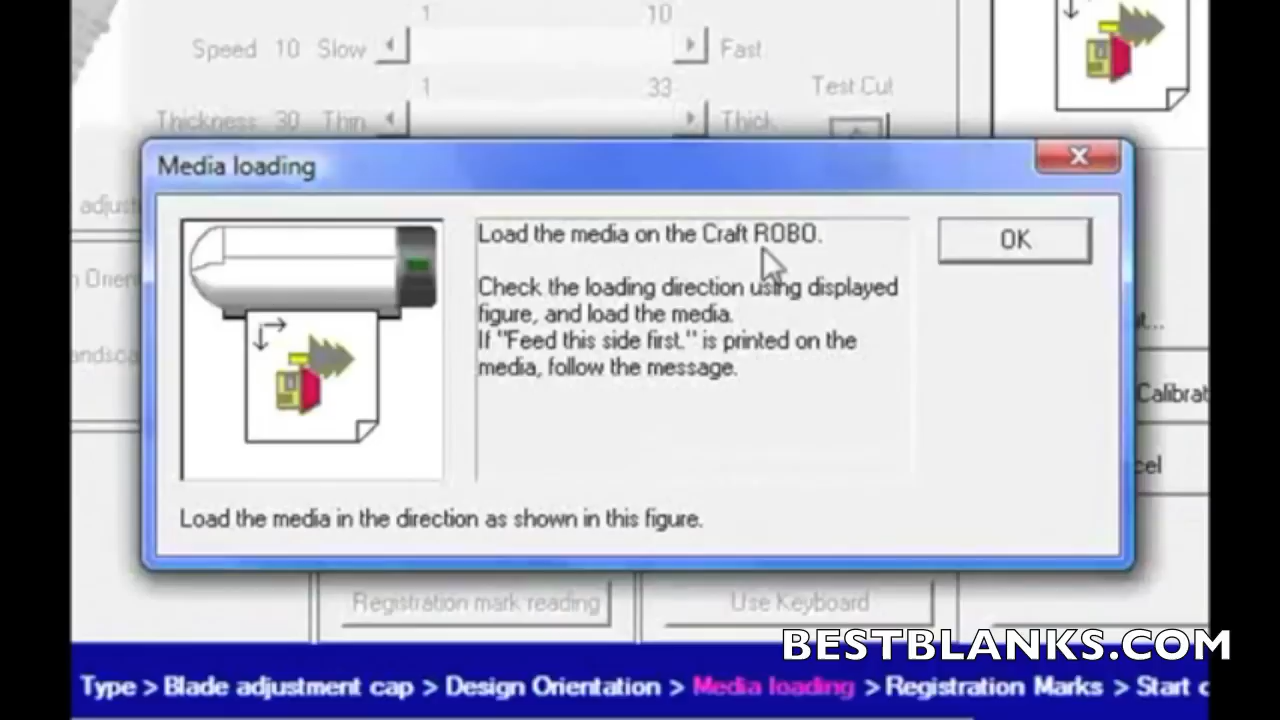 1 10
Speed 10 Slow Fast
1 33
Test Cut
Thickness 30 Thin Thick
Media loading
Load the media on the Craft ROBO.
OK
Check the loading direction using displayed
figure, and load the media.
If "Feed this side first." is printed on the
media, follow the message.
Load the media in the direction as shown in this figure.
Registration mark reading
Use Keyboard
BESTBLANKS.COM
Type > Blade adjustment cap > Design Orientation > Media loading > Registration Marks > Start